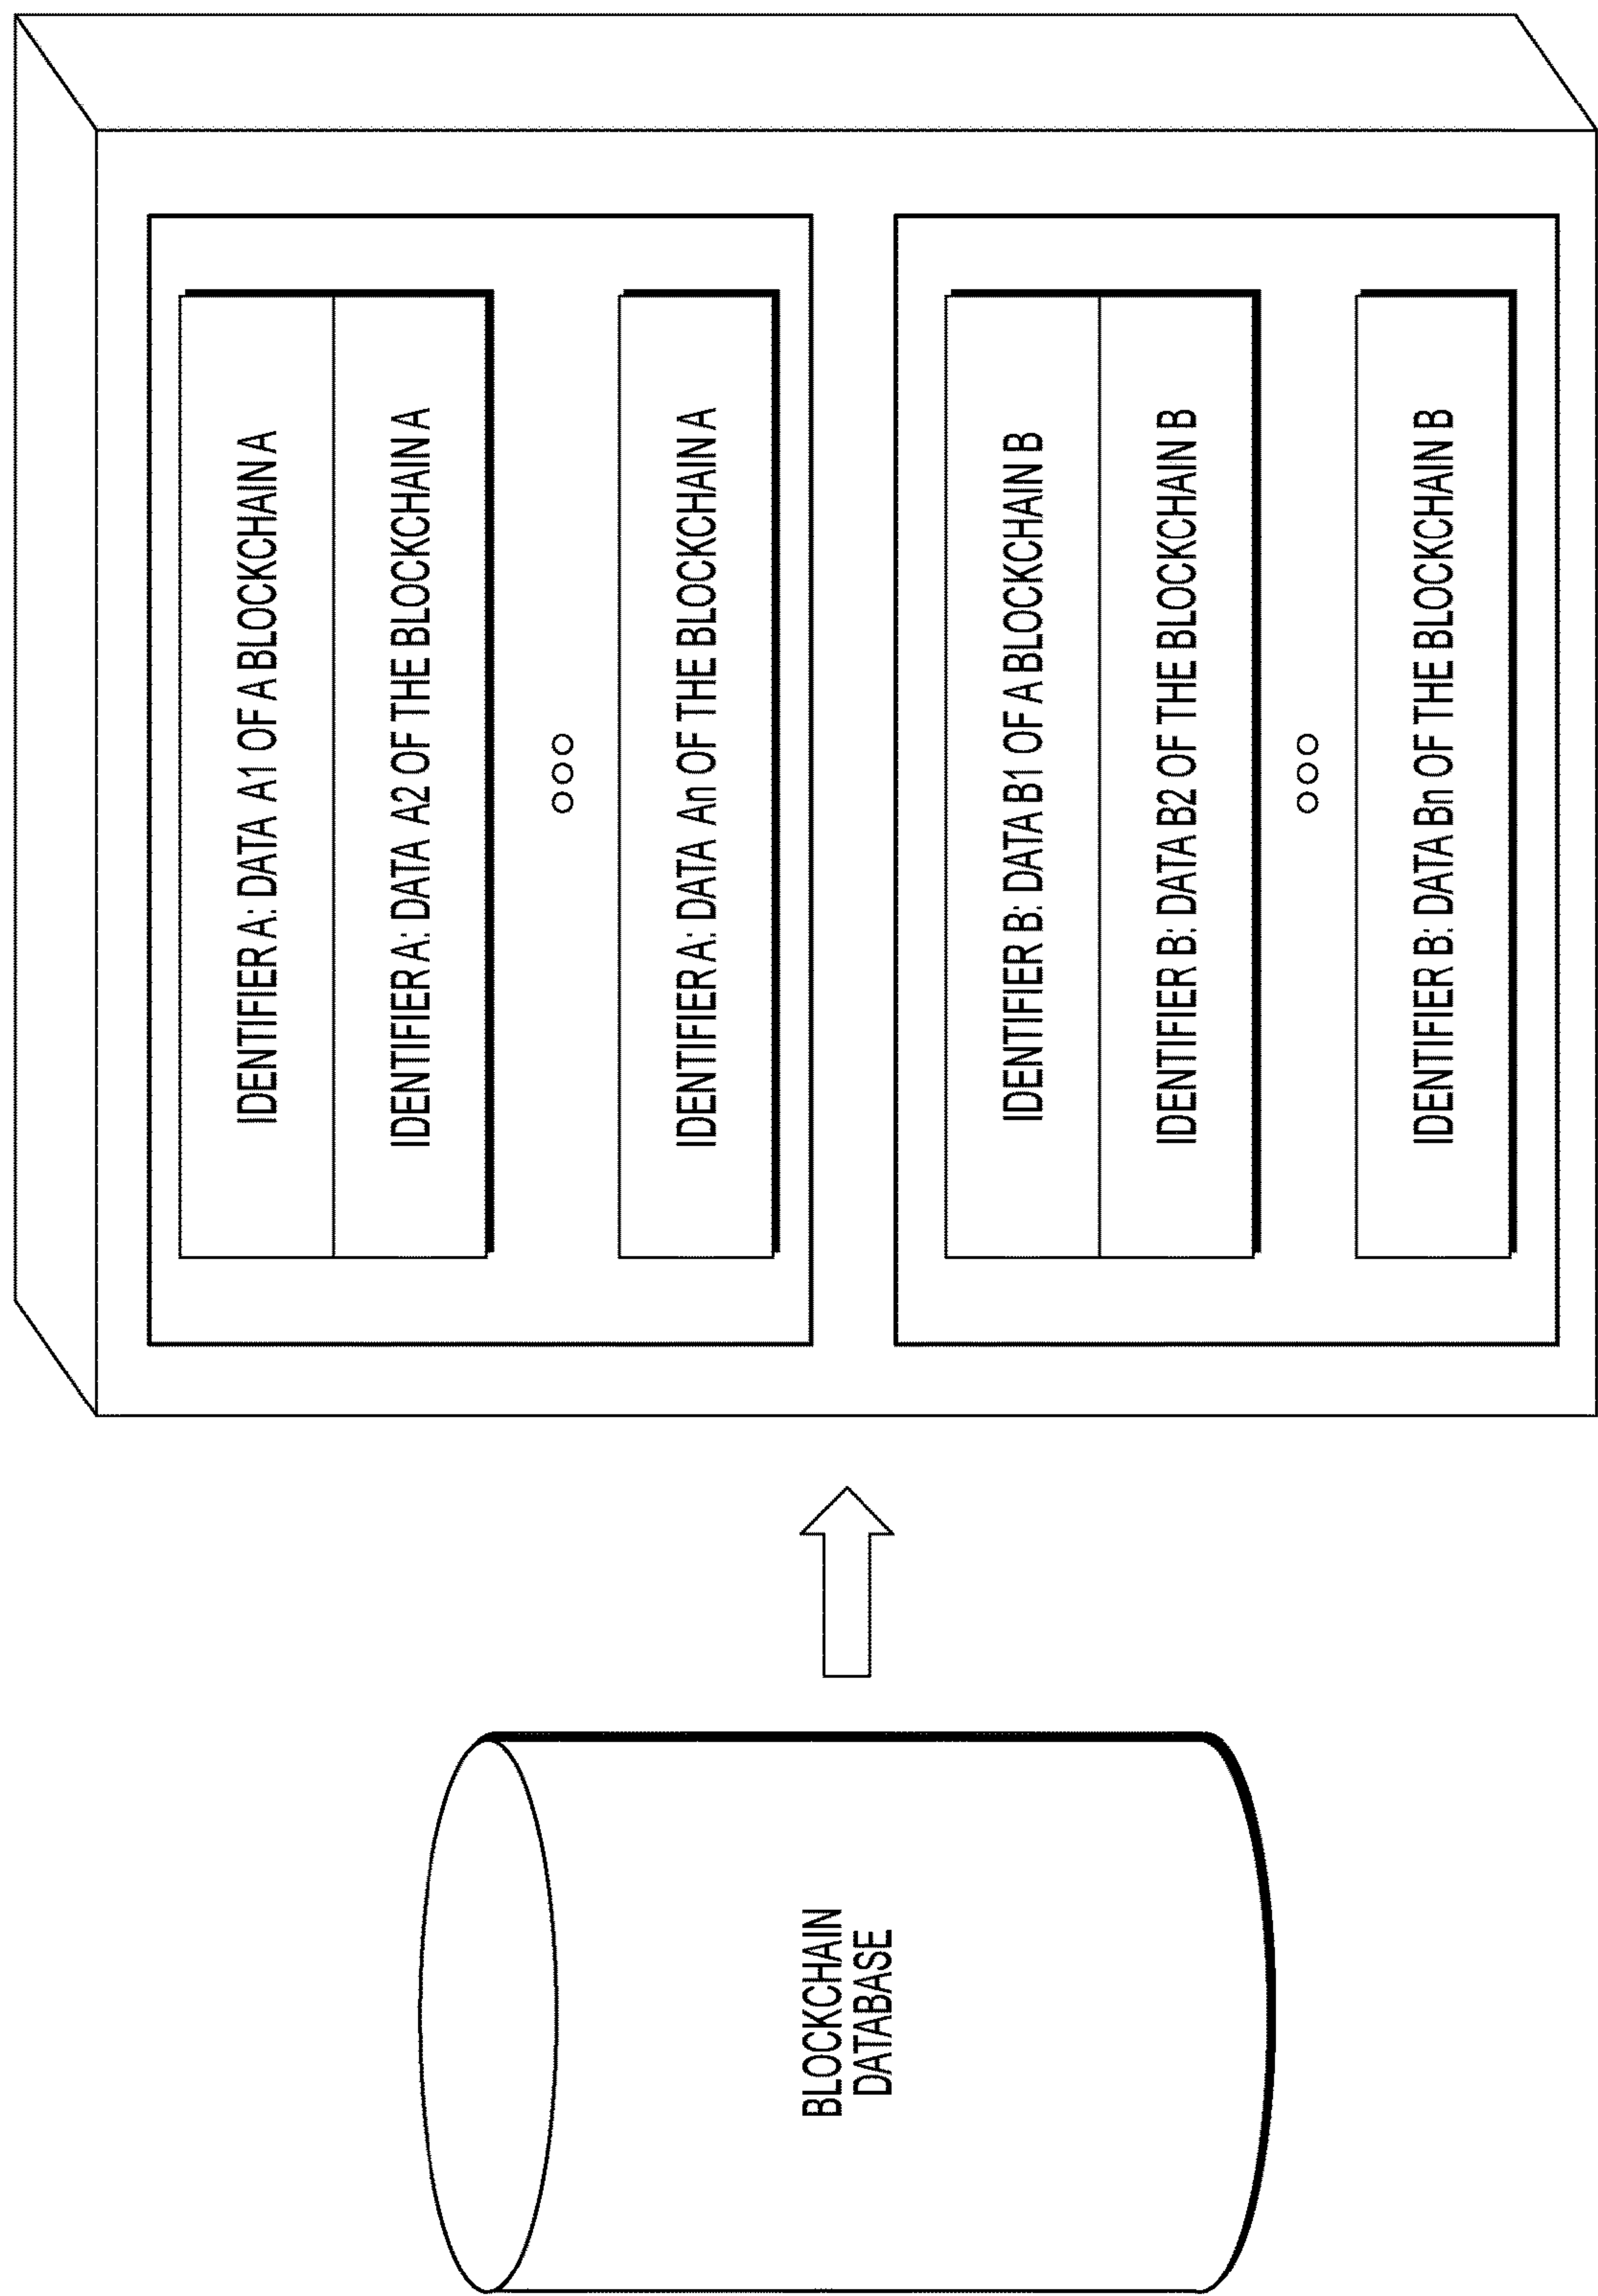 BLOCKCHAIN
DATABASE
IDENTIFIER A: DATA A1 OF A BLOCKCHAIN A
IDENTIFIER A: DATA A2 OF THE BLOCKCHAIN A
IDENTIFIER A: DATA An OF THE BLOCKCHAIN A
IDENTIFIER B: DATA B1 OF A BLOCKCHAIN B
IDENTIFIER B: DATA B2 OF THE BLOCKCHAIN B
IDENTIFIER B: DATA Bn OF THE BLOCKCHAIN B